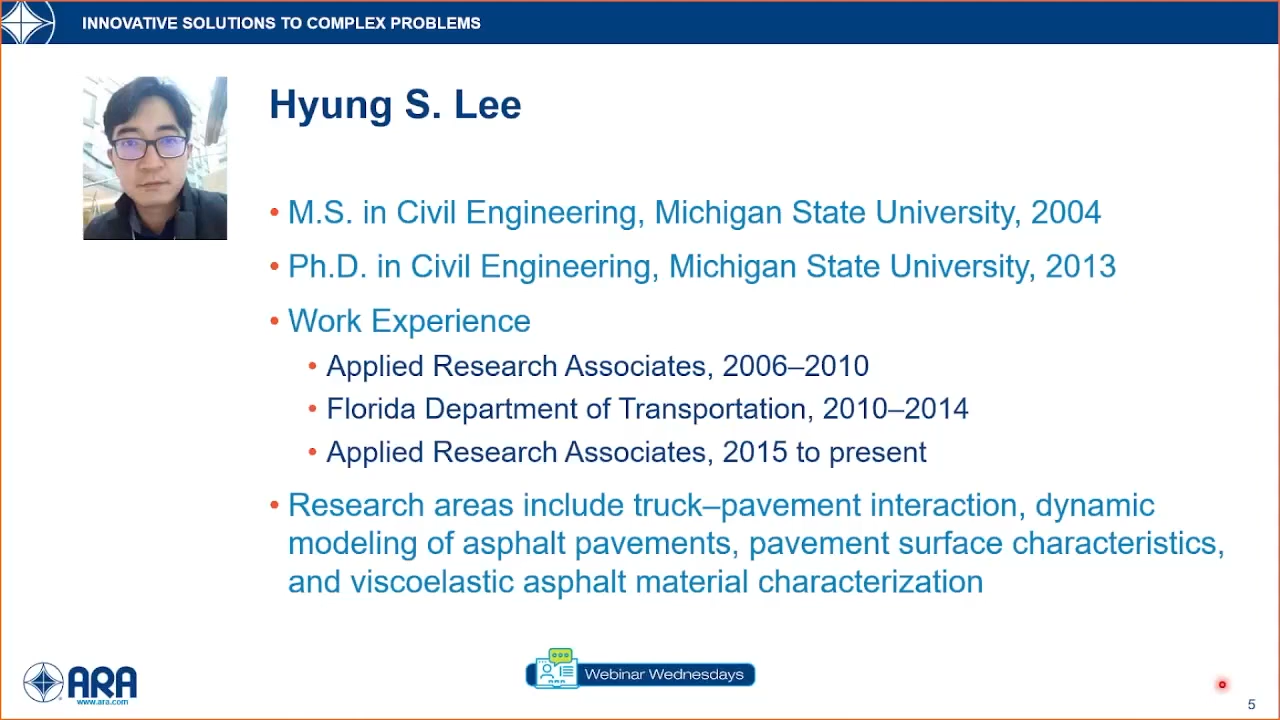 INNOVATIVE SOLUTIONS TO COMPLEX PROBLEMS
Hyung S. Lee
• M.S. in Civil Engineering, Michigan State University, 2004
• Ph.D. in Civil Engineering, Michigan State University, 2013
• Work Experience
• Applied Research Associates, 2006–2010
• Florida Department of Transportation, 2010–2014
• Applied Research Associates, 2015 to present
• Research areas include truck–pavement interaction, dynamic
modeling of asphalt pavements, pavement surface characteristics,
and viscoelastic asphalt material characterization
ARA
www.ara.com
Webinar Wednesdays
5